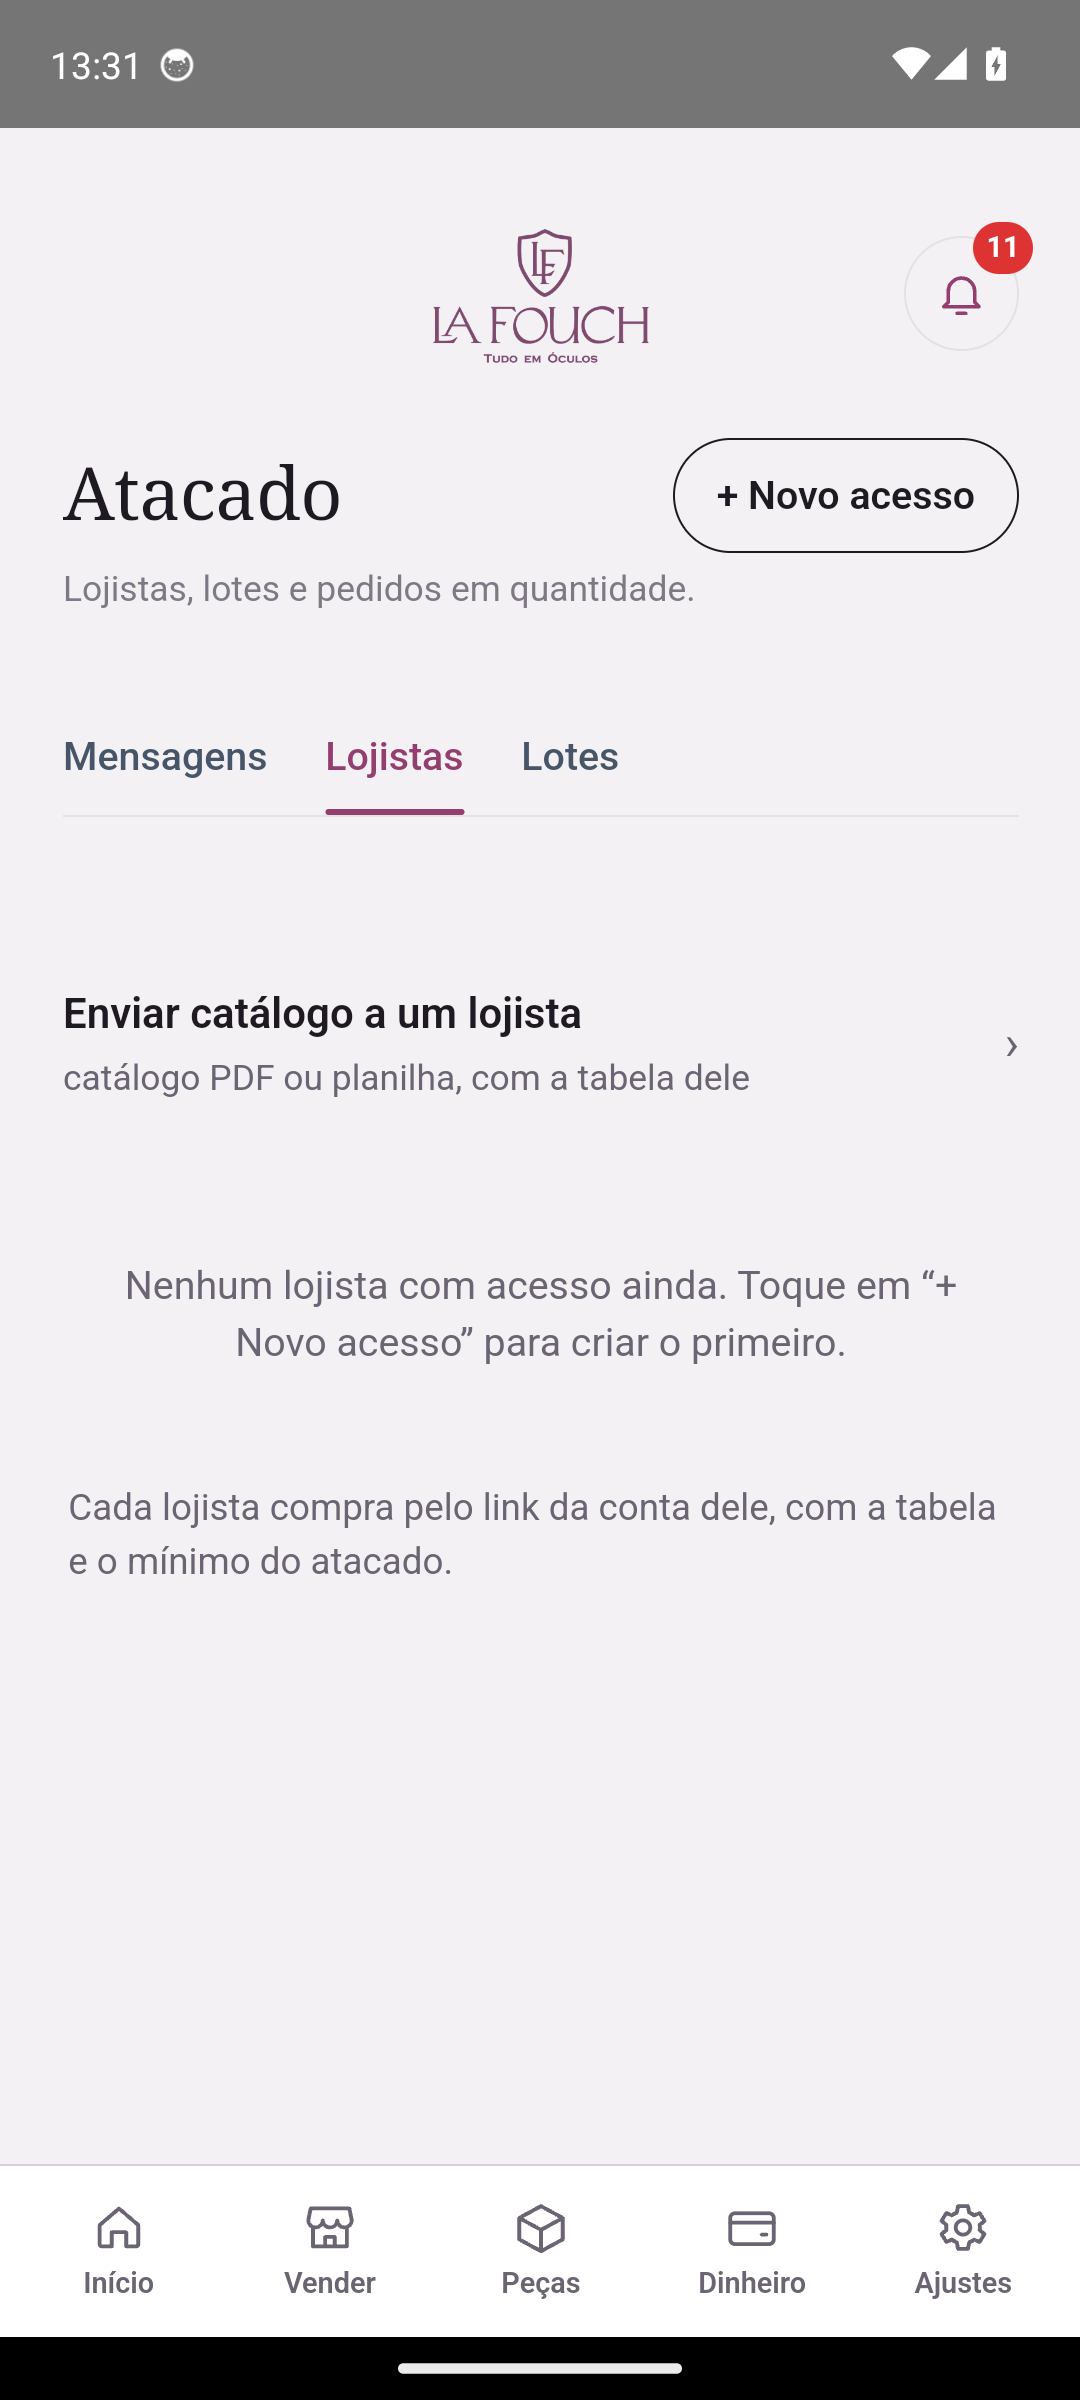 13:31
11
LF
LA FOUCH
TUDO EM ÓCULOS
Atacado
+ Novo acesso
Lojistas, lotes e pedidos em quantidade.
Mensagens Lojistas Lotes
Enviar catálogo a um lojista
catálogo PDF ou planilha, com a tabela dele
›
Nenhum lojista com acesso ainda. Toque em “+
Novo acesso” para criar o primeiro.
Cada lojista compra pelo link da conta dele, com a tabela
e o mínimo do atacado.
Início Vender Peças Dinheiro Ajustes